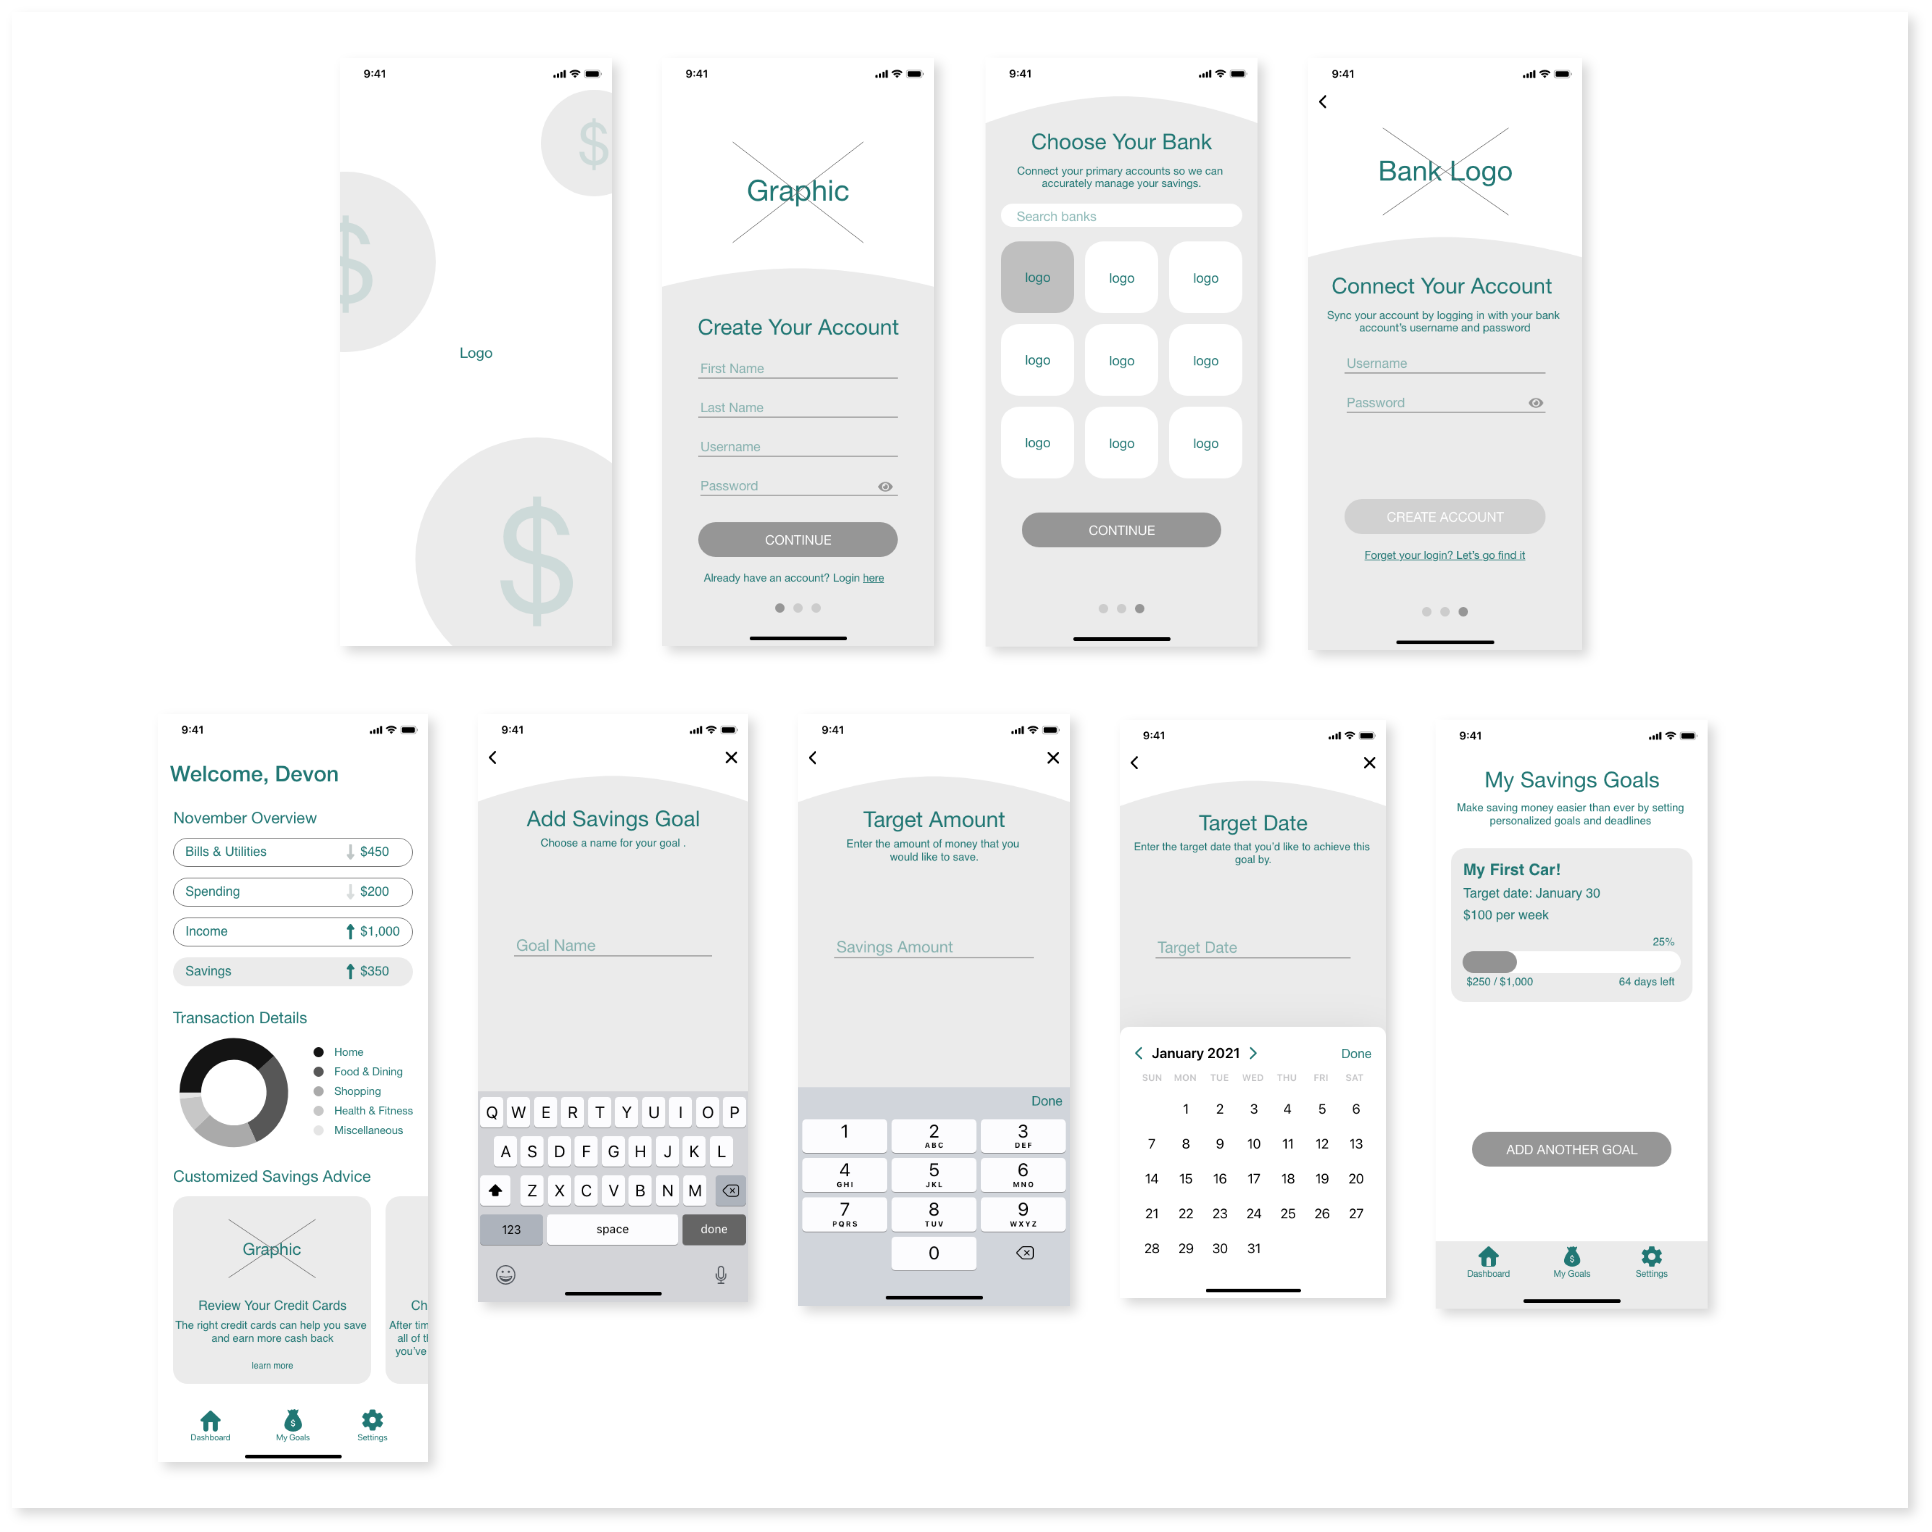 9:41
$
$
Logo
$
9:41
Graphic
Create Your Account
First Name
Last Name
Username
Password
CONTINUE
Already have an account? Login here
9:41
Choose Your Bank
Connect your primary accounts so we can
accurately manage your savings.
Search banks
logo logo logo
logo logo logo
logo logo logo
CONTINUE
9:41
Bank Logo
Connect Your Account
Sync your account by logging in with your bank
account's username and password
Username
Password
CREATE ACCOUNT
Forget your login? Let's go find it
9:41
Welcome, Devon
November Overview
Bills & Utilities $450
Spending $200
Income $1,000
Savings $350
Transaction Details
Home
Food & Dining
Shopping
Health & Fitness
Miscellaneous
Customized Savings Advice
Graphic
Review Your Credit Cards
The right credit cards can help you save
and earn more cash back
learn more
Ch
After tim
all of t
you've
$
Dashboard My Goals Settings
9:41
Add Savings Goal
Choose a name for your goal .
Goal Name
Q W E R T Y U I O P
A S D F G H J K L
Z X C V B N M
123 space done
9:41
Target Amount
Enter the amount of money that you
would like to save.
Savings Amount
Done
1 2 3
ABC DEF
4 5 6
GHI JKL MNO
7 8 9
PQRS TUV WXYZ
0
9:41
Target Date
Enter the target date that you'd like to achieve this
goal by.
Target Date
January 2021 Done
SUN MON TUE WED THU FRI SAT
1 2 3 4 5 6
7 8 9 10 11 12 13
14 15 16 17 18 19 20
21 22 23 24 25 26 27
28 29 30 31
9:41
My Savings Goals
Make saving money easier than ever by setting
personalized goals and deadlines
My First Car!
Target date: January 30
$100 per week
25%
$250 / $1,000 64 days left
ADD ANOTHER GOAL
$
Dashboard My Goals Settings